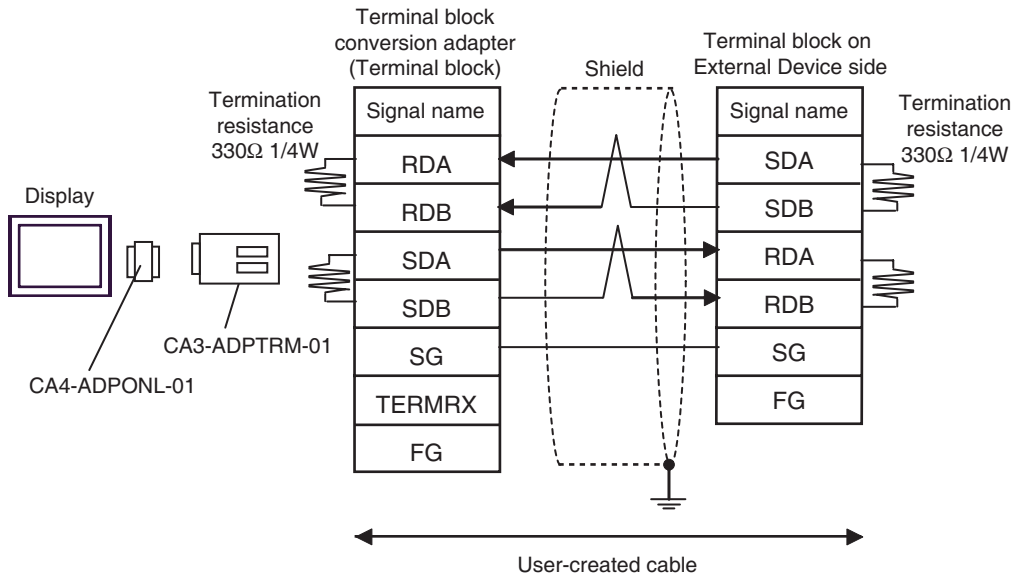 Terminal block
conversion adapter
(Terminal block)
Shield
Terminal block on
External Device side
Termination
resistance
330Ω 1/4W
Signal name
RDA
RDB
SDA
SDB
SG
TERMRX
FG
Signal name
SDA
SDB
RDA
RDB
SG
FG
Termination
resistance
330Ω 1/4W
Display
CA3-ADPTRM-01
CA4-ADPONL-01
User-created cable